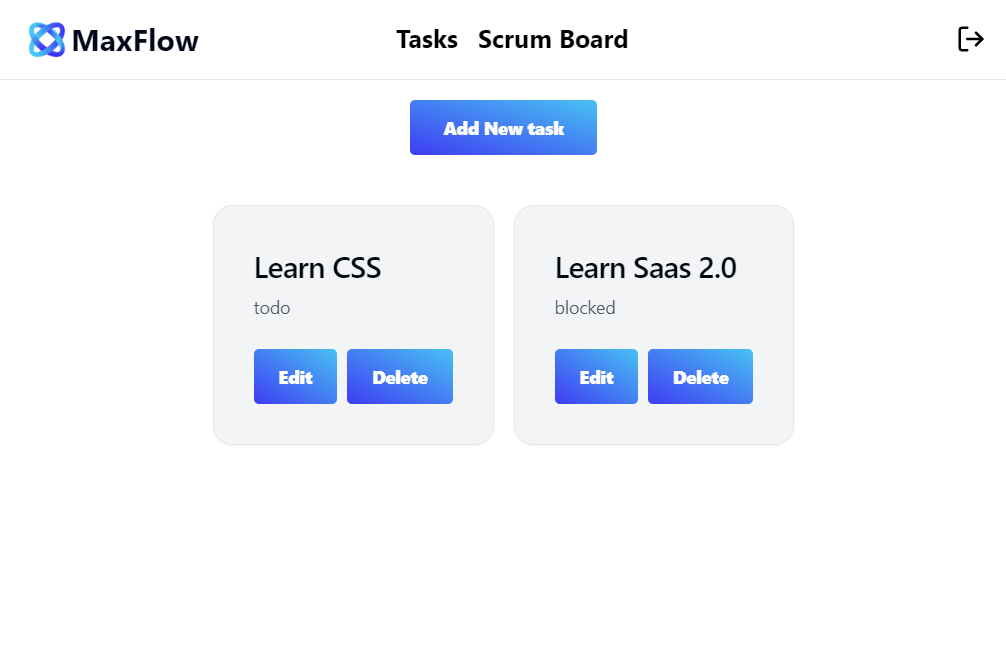 MaxFlow
Tasks Scrum Board
Add New task
Learn CSS
todo
Edit Delete
Learn Saas 2.0
blocked
Edit Delete